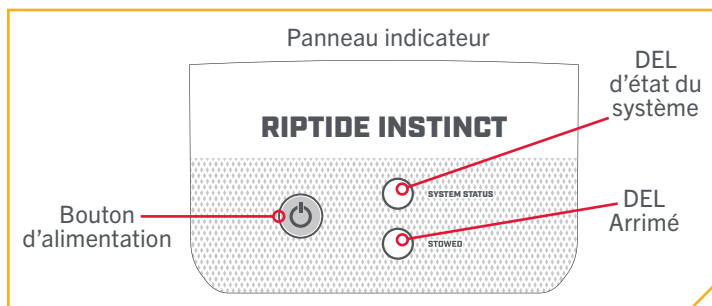 Panneau indicateur
DEL
d’état du
système
RIPTIDE INSTINCT
SYSTEM STATUS
Bouton
d’alimentation
DEL
Arrimé
STOWED